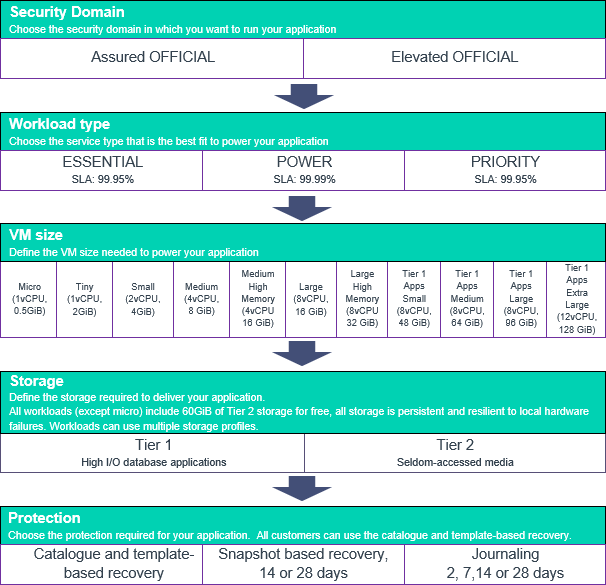 Security Domain
Choose the security domain in which you want to run your application
Assured OFFICIAL
Elevated OFFICIAL
Workload type
Choose the service type that is the best fit to power your application
ESSENTIAL
SLA: 99.95%
POWER
SLA: 99.99%
PRIORITY
SLA: 99.95%
VM size
Define the VM size needed to power your application
Micro
(1vCPU,
0.5GiB)
Tiny
(1vCPU,
2GiB)
Small
(2vCPU,
4GiB)
Medium
(4vCPU,
8 GiB)
Medium
High
Memory
(4vCPU
16 GiB)
Large
(8vCPU,
16 GiB)
Large
High
Memory
(8vCPU
32 GiB)
Tier 1
Apps
Small
(8vCPU,
48 GiB)
Tier 1
Apps
Medium
(8vCPU,
64 GiB)
Tier 1
Apps
Large
(8vCPU,
96 GiB)
Tier 1
Apps
Extra
Large
(12vCPU,
128 GiB)
Storage
Define the storage required to deliver your application.
All workloads (except micro) include 60GiB of Tier 2 storage for free, all storage is persistent and resilient to local hardware
failures. Workloads can use multiple storage profiles.
Tier 1
High I/O database applications
Tier 2
Seldom-accessed media
Protection
Choose the protection required for your application. All customers can use the catalogue and template-based recovery.
Catalogue and template-
based recovery
Snapshot based recovery,
14 or 28 days
Journaling
2, 7,14 or 28 days